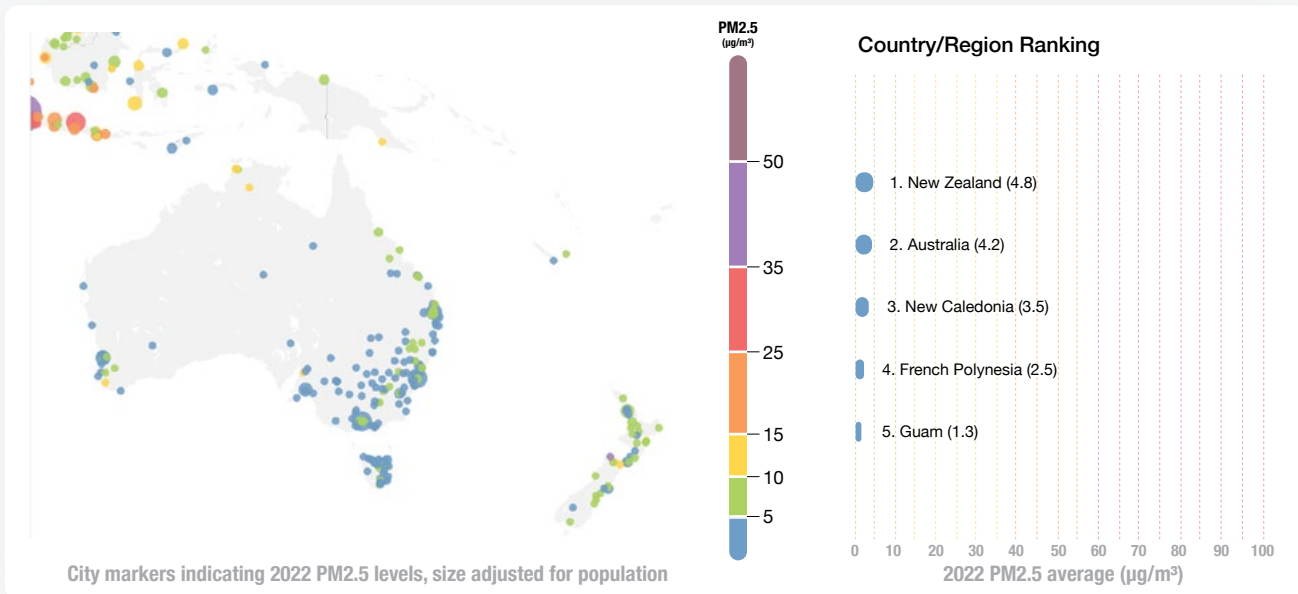 PM2.5
(µg/m³)
50
35
25
15
10
5
City markers indicating 2022 PM2.5 levels, size adjusted for population
Country/Region Ranking
1. New Zealand (4.8)
2. Australia (4.2)
3. New Caledonia (3.5)
4. French Polynesia (2.5)
5. Guam (1.3)
0 10 20 30 40 50 60 70 80 90 100
2022 PM2.5 average (µg/m³)